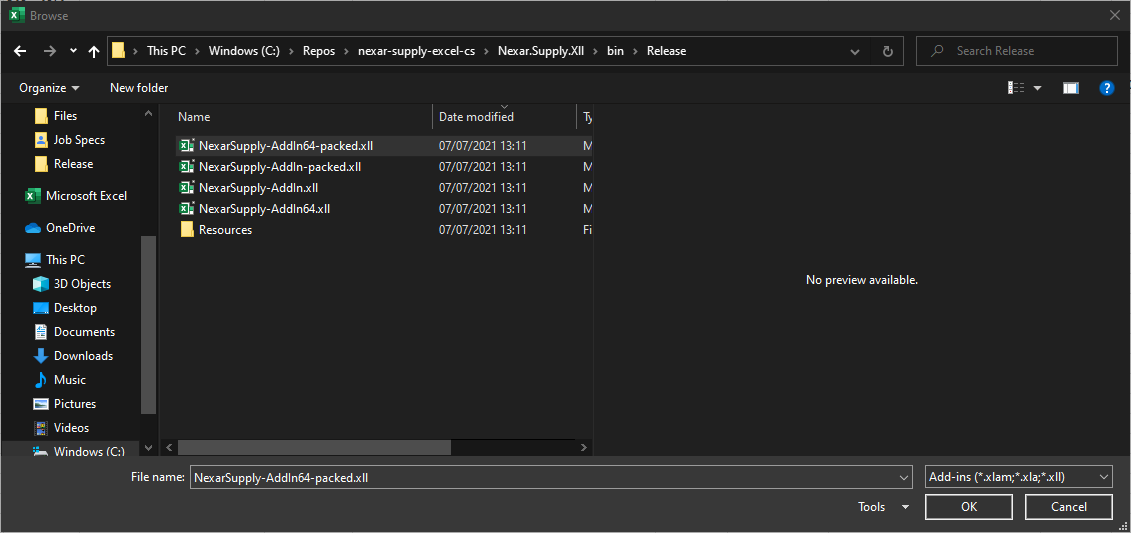 Browse
This PC > Windows (C:) > Repos > nexar-supply-excel-cs > Nexar.Supply.Xll > bin > Release
Search Release
Organize
New folder
Files
Job Specs
Release
Microsoft Excel
OneDrive
This PC
3D Objects
Desktop
Documents
Downloads
Music
Pictures
Videos
Windows (C:)
Name Date modified Ty
NexarSupply-AddIn64-packed.xll 07/07/2021 13:11 M
NexarSupply-AddIn-packed.xll 07/07/2021 13:11 M
NexarSupply-AddIn.xll 07/07/2021 13:11 M
NexarSupply-AddIn64.xll 07/07/2021 13:11 M
Resources 07/07/2021 13:11 Fi
No preview available.
File name: NexarSupply-AddIn64-packed.xll
Add-ins (*.xlam;*.xla;*.xll)
Tools
OK
Cancel